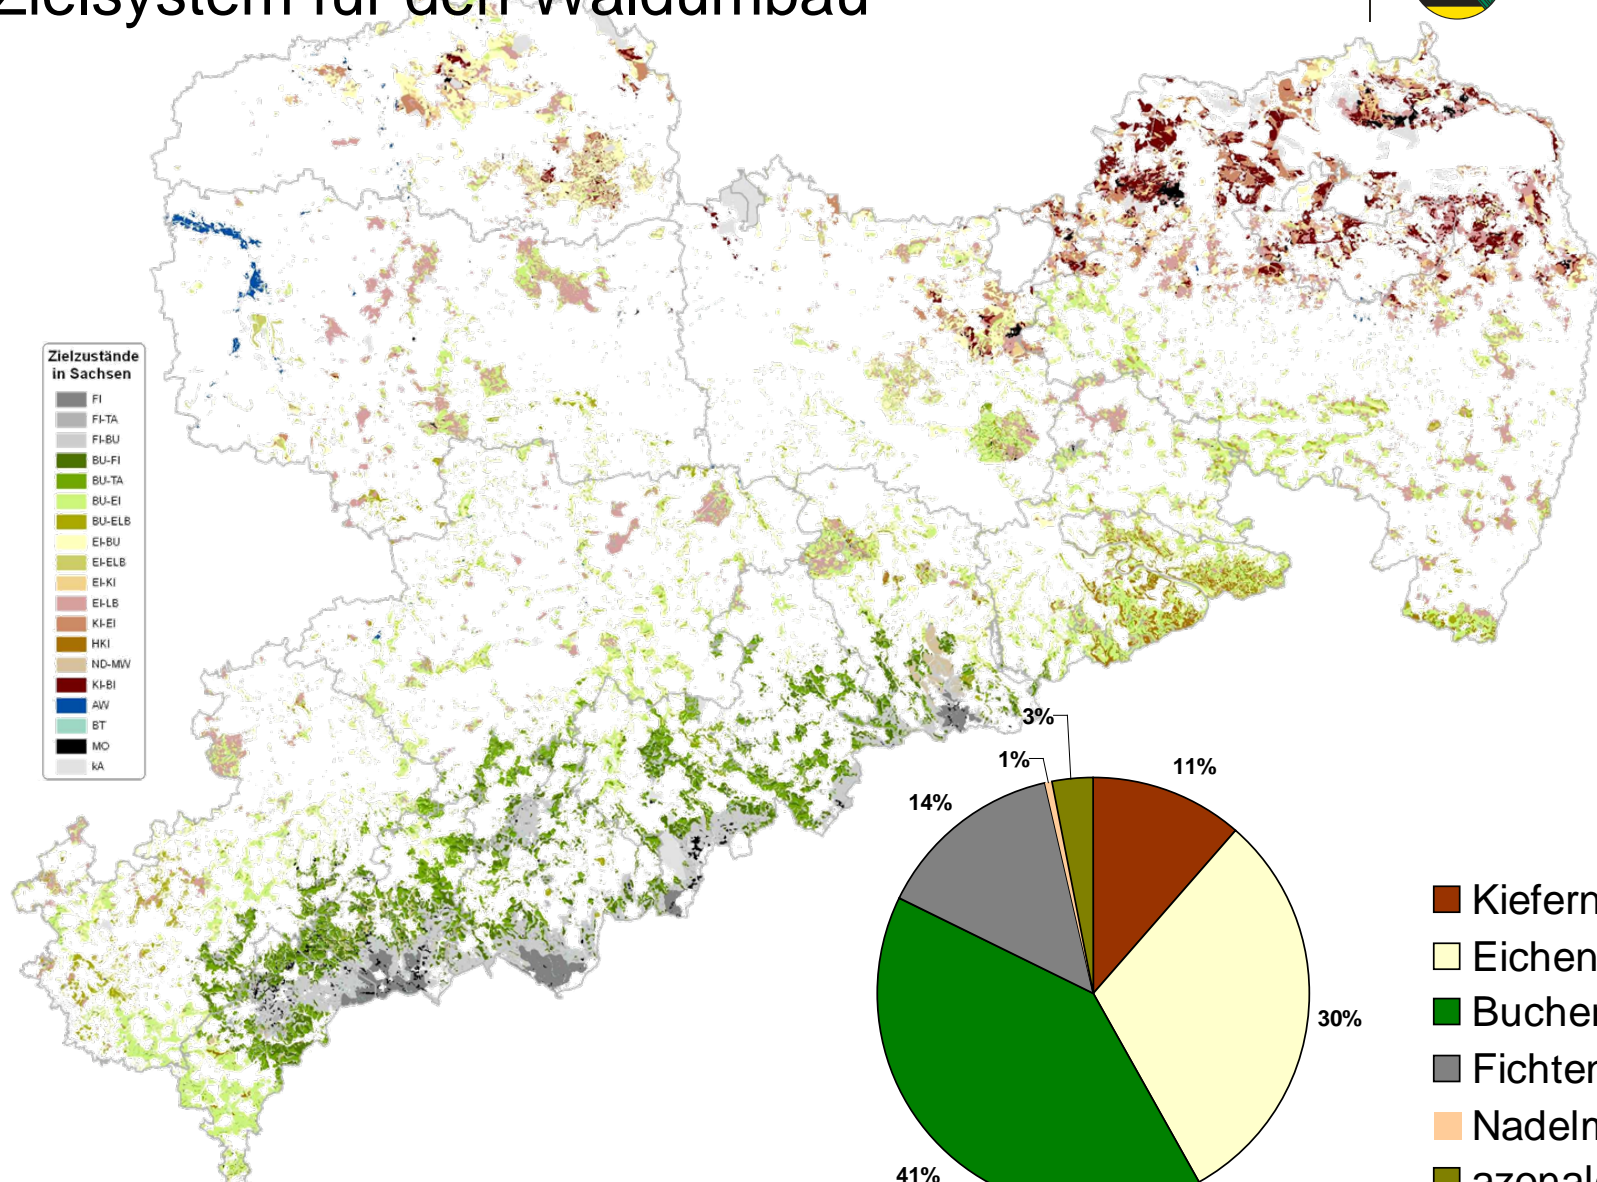 Zielsystem für den Waldumbau
Zielzustände
in Sachsen
FI
FI-TA
FI-BU
BU-FI
BU-TA
BU-EI
BU-ELB
EI-BU
EI-ELB
EI-KI
EI-LB
KI-EI
HKI
ND-MW
KI-BI
AW
BT
MO
kA
3%
1%
11%
14%
30%
41%
Kiefern
Eichen
Buchen
Fichten
Nadelm
azonal